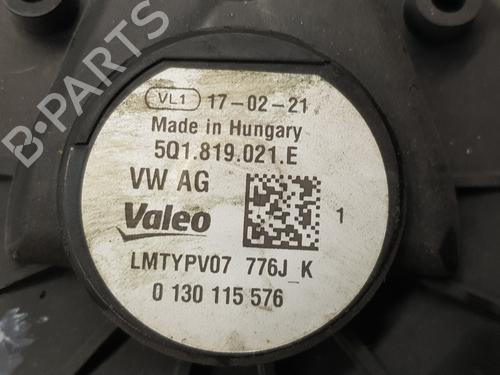 B-PARTS
VL1 17-02-21
Made in Hungary
5Q1.819.021.E
VW AG
Valeo
1
LMTYPV07 776J K
0 130 115 576